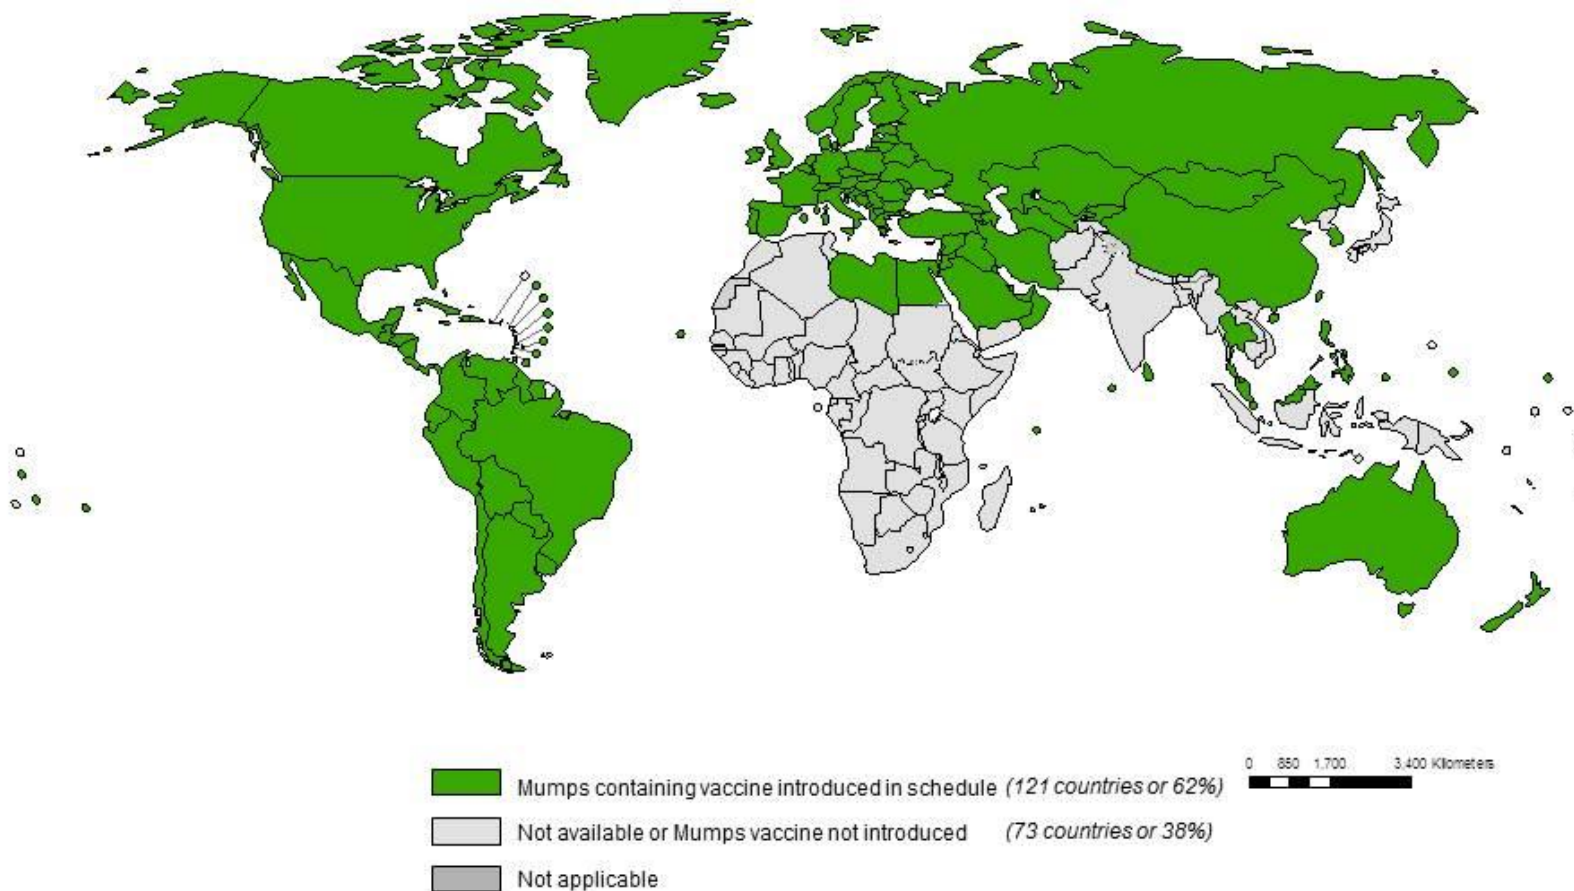 Mumps containing vaccine introduced in schedule (121 countries or 62%)
0 850 1,700 3,400 Kilometers
Not available or Mumps vaccine not introduced (73 countries or 38%)
Not applicable